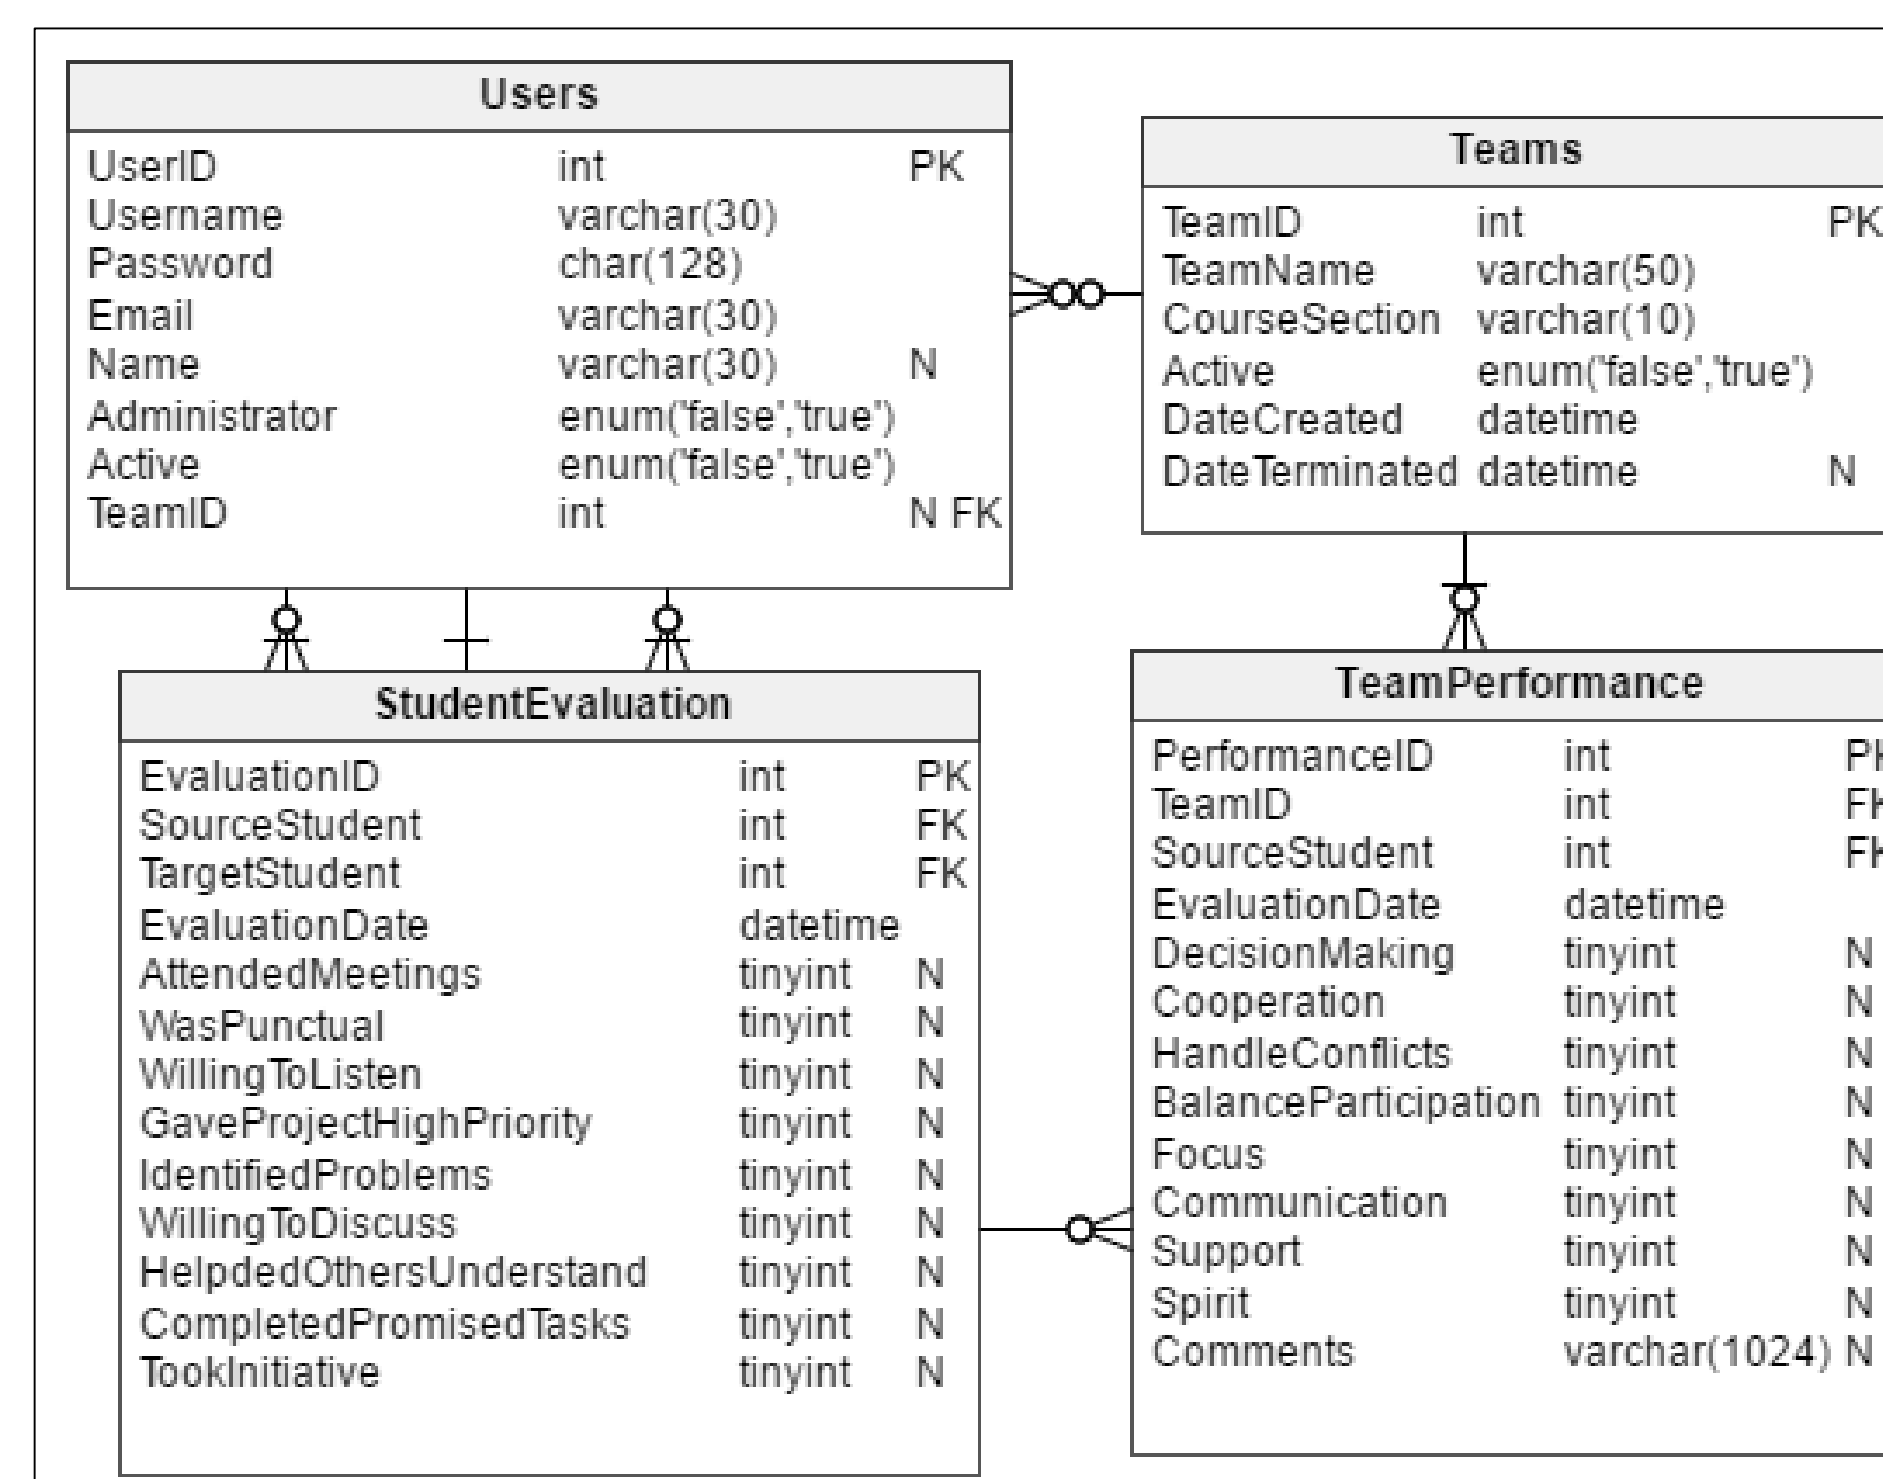 Users
UserID int PK
Username varchar(30)
Password char(128)
Email varchar(30)
Name varchar(30) N
Administrator enum('false','true')
Active enum('false','true')
TeamID int N FK
Teams
TeamID int PK
TeamName varchar(50)
CourseSection varchar(10)
Active enum('false','true')
DateCreated datetime
DateTerminated datetime N
StudentEvaluation
EvaluationID int PK
SourceStudent int FK
TargetStudent int FK
EvaluationDate datetime
AttendedMeetings tinyint N
WasPunctual tinyint N
WillingToListen tinyint N
GaveProjectHighPriority tinyint N
IdentifiedProblems tinyint N
WillingToDiscuss tinyint N
HelpdedOthersUnderstand tinyint N
CompletedPromisedTasks tinyint N
TookInitiative tinyint N
TeamPerformance
PerformanceID int PK
TeamID int FK
SourceStudent int FK
EvaluationDate datetime
DecisionMaking tinyint N
Cooperation tinyint N
HandleConflicts tinyint N
BalanceParticipation tinyint N
Focus tinyint N
Communication tinyint N
Support tinyint N
Spirit tinyint N
Comments varchar(1024) N